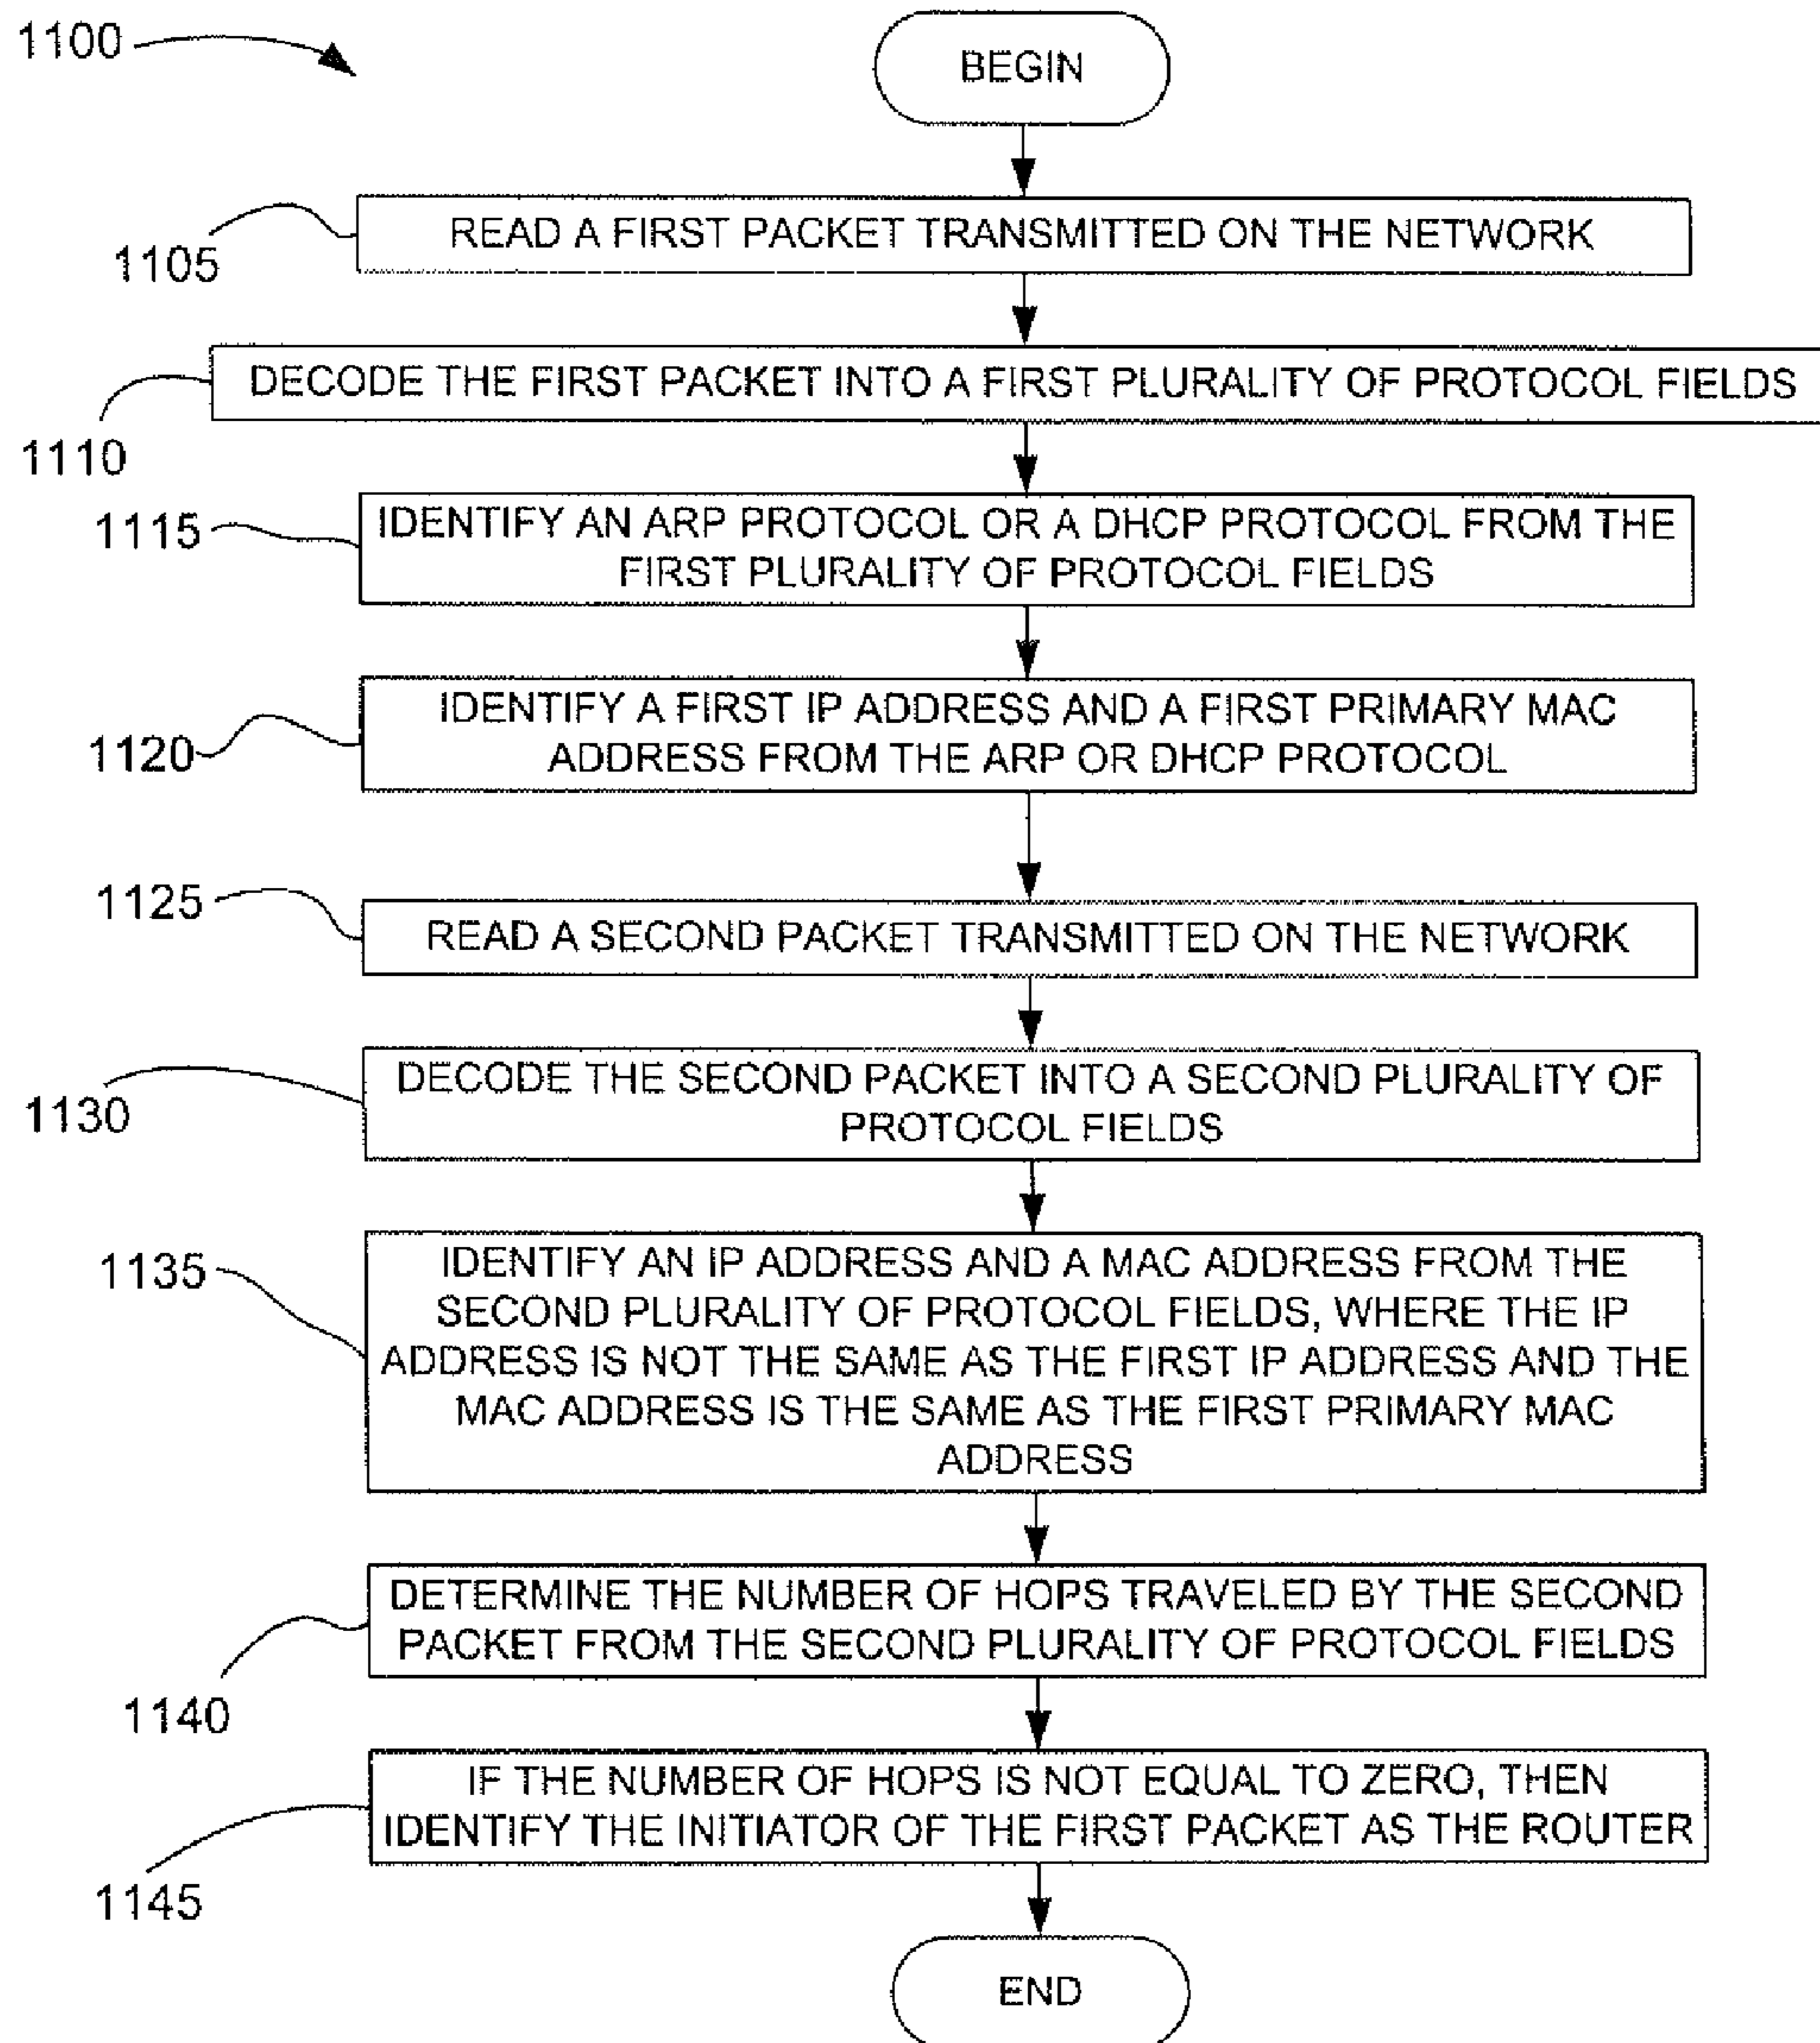 1100
BEGIN
READ A FIRST PACKET TRANSMITTED ON THE NETWORK
1105
DECODE THE FIRST PACKET INTO A FIRST PLURALITY OF PROTOCOL FIELDS
1110
1115
IDENTIFY AN ARP PROTOCOL OR A DHCP PROTOCOL FROM THE
FIRST PLURALITY OF PROTOCOL FIELDS
1120
IDENTIFY A FIRST IP ADDRESS AND A FIRST PRIMARY MAC
ADDRESS FROM THE ARP OR DHCP PROTOCOL
1125
READ A SECOND PACKET TRANSMITTED ON THE NETWORK
1130
DECODE THE SECOND PACKET INTO A SECOND PLURALITY OF
PROTOCOL FIELDS
1135
IDENTIFY AN IP ADDRESS AND A MAC ADDRESS FROM THE
SECOND PLURALITY OF PROTOCOL FIELDS, WHERE THE IP
ADDRESS IS NOT THE SAME AS THE FIRST IP ADDRESS AND THE
MAC ADDRESS IS THE SAME AS THE FIRST PRIMARY MAC
ADDRESS
DETERMINE THE NUMBER OF HOPS TRAVELED BY THE SECOND
PACKET FROM THE SECOND PLURALITY OF PROTOCOL FIELDS
1140
IF THE NUMBER OF HOPS IS NOT EQUAL TO ZERO, THEN
IDENTIFY THE INITIATOR OF THE FIRST PACKET AS THE ROUTER
1145
END